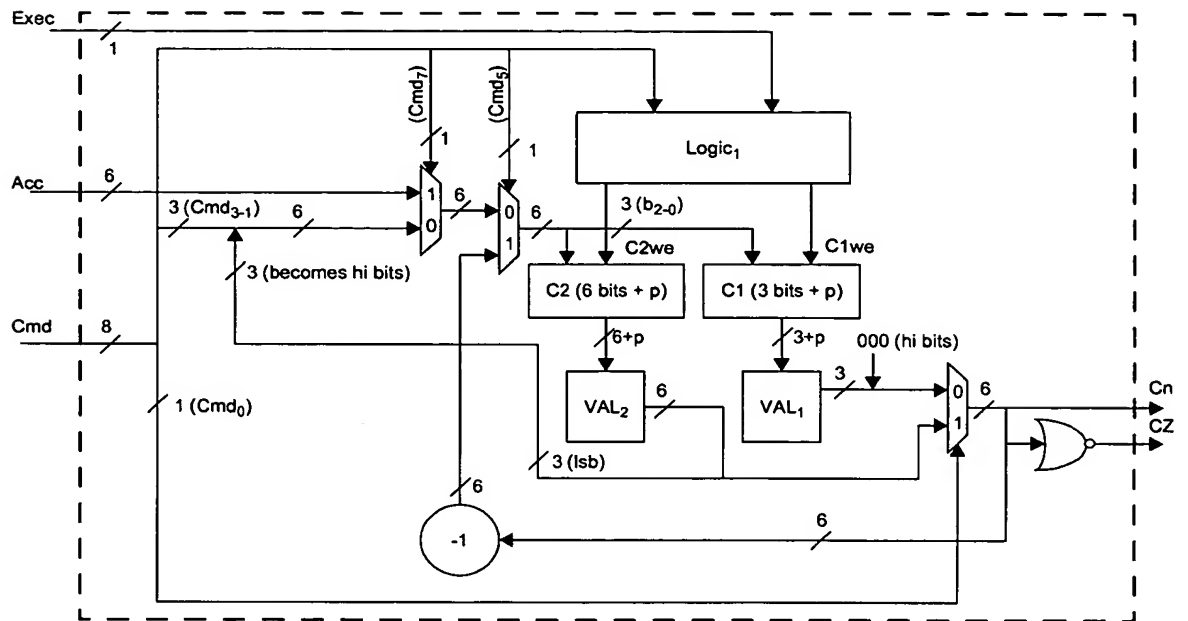 Exec
1
(Cmd₇)
(Cmd₅)
1
1
Logic₁
Acc
6
1
0
6
0
1
6
3 (b₂₋₀)
3 (Cmd₃₋₁)
6
C2we
C1we
3 (becomes hi bits)
C2 (6 bits + p)
C1 (3 bits + p)
Cmd
8
6+p
3+p
000 (hi bits)
VAL₂
6
VAL₁
3
0
1
6
Cn
CZ
1 (Cmd₀)
3 (lsb)
6
-1
6